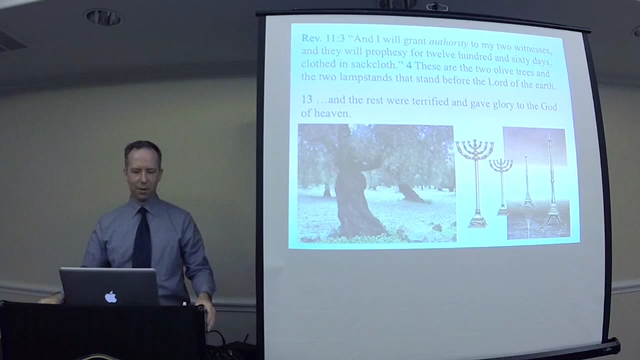 Rev. 11:3 “And I will grant authority to my two witnesses,
and they will prophesy for twelve hundred and sixty days,
clothed in sackcloth.” 4 These are the two olive trees and
the two lampstands that stand before the Lord of the earth.
13 …and the rest were terrified and gave glory to the God
of heaven.